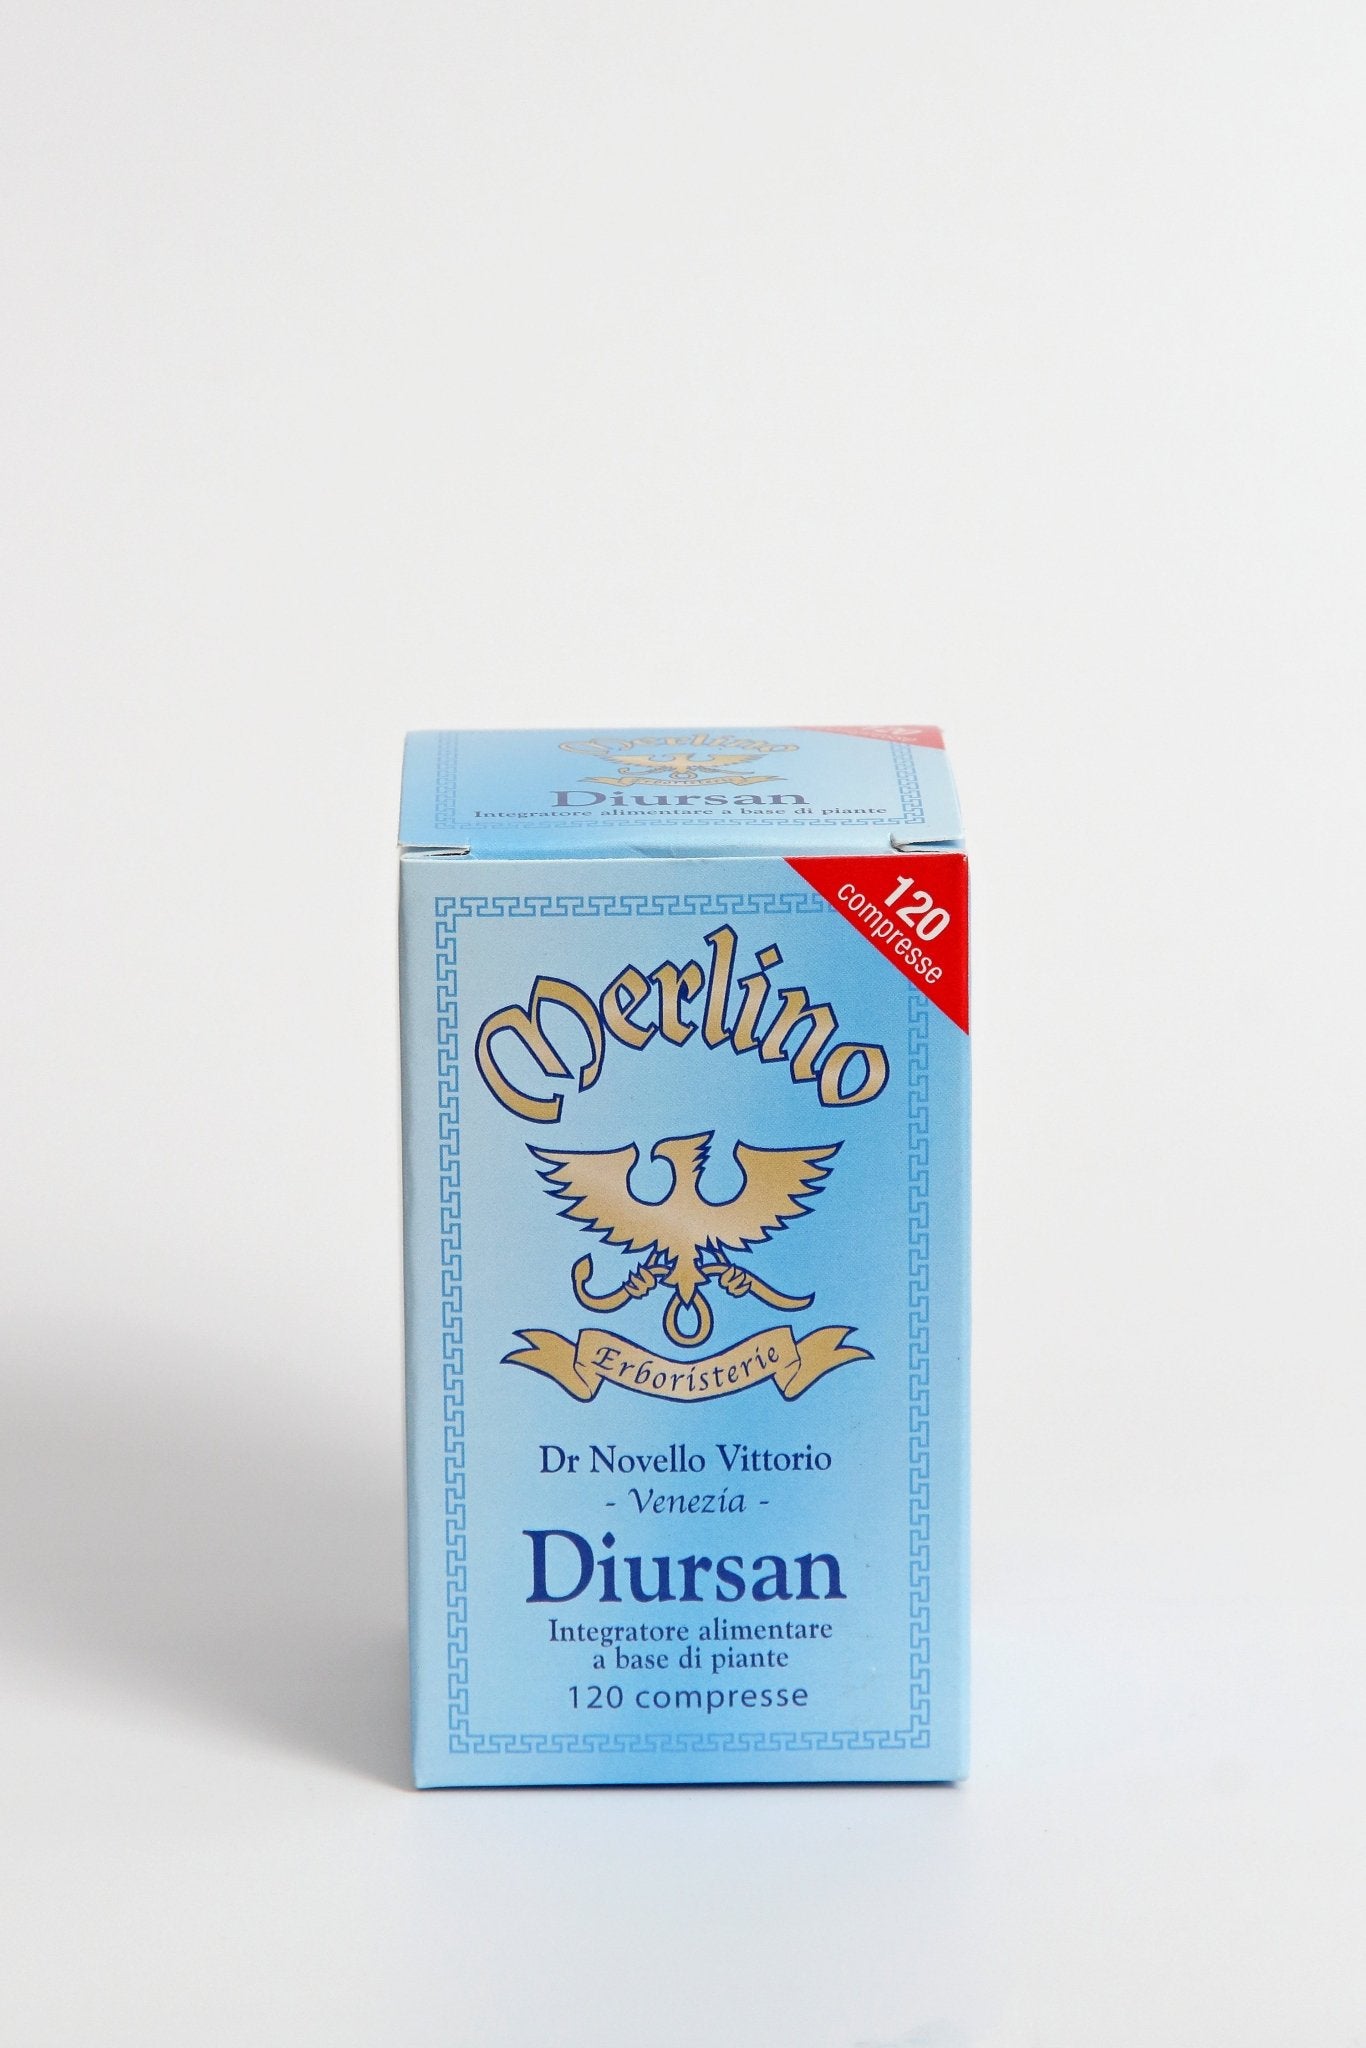 Merlino
Erboristerie
Diursan
Integratore alimentare a base di piante
120
compresse
Merlino
Erboristerie
Dr Novello Vittorio
- Venezia -
Diursan
Integratore alimentare
a base di piante
120 compresse